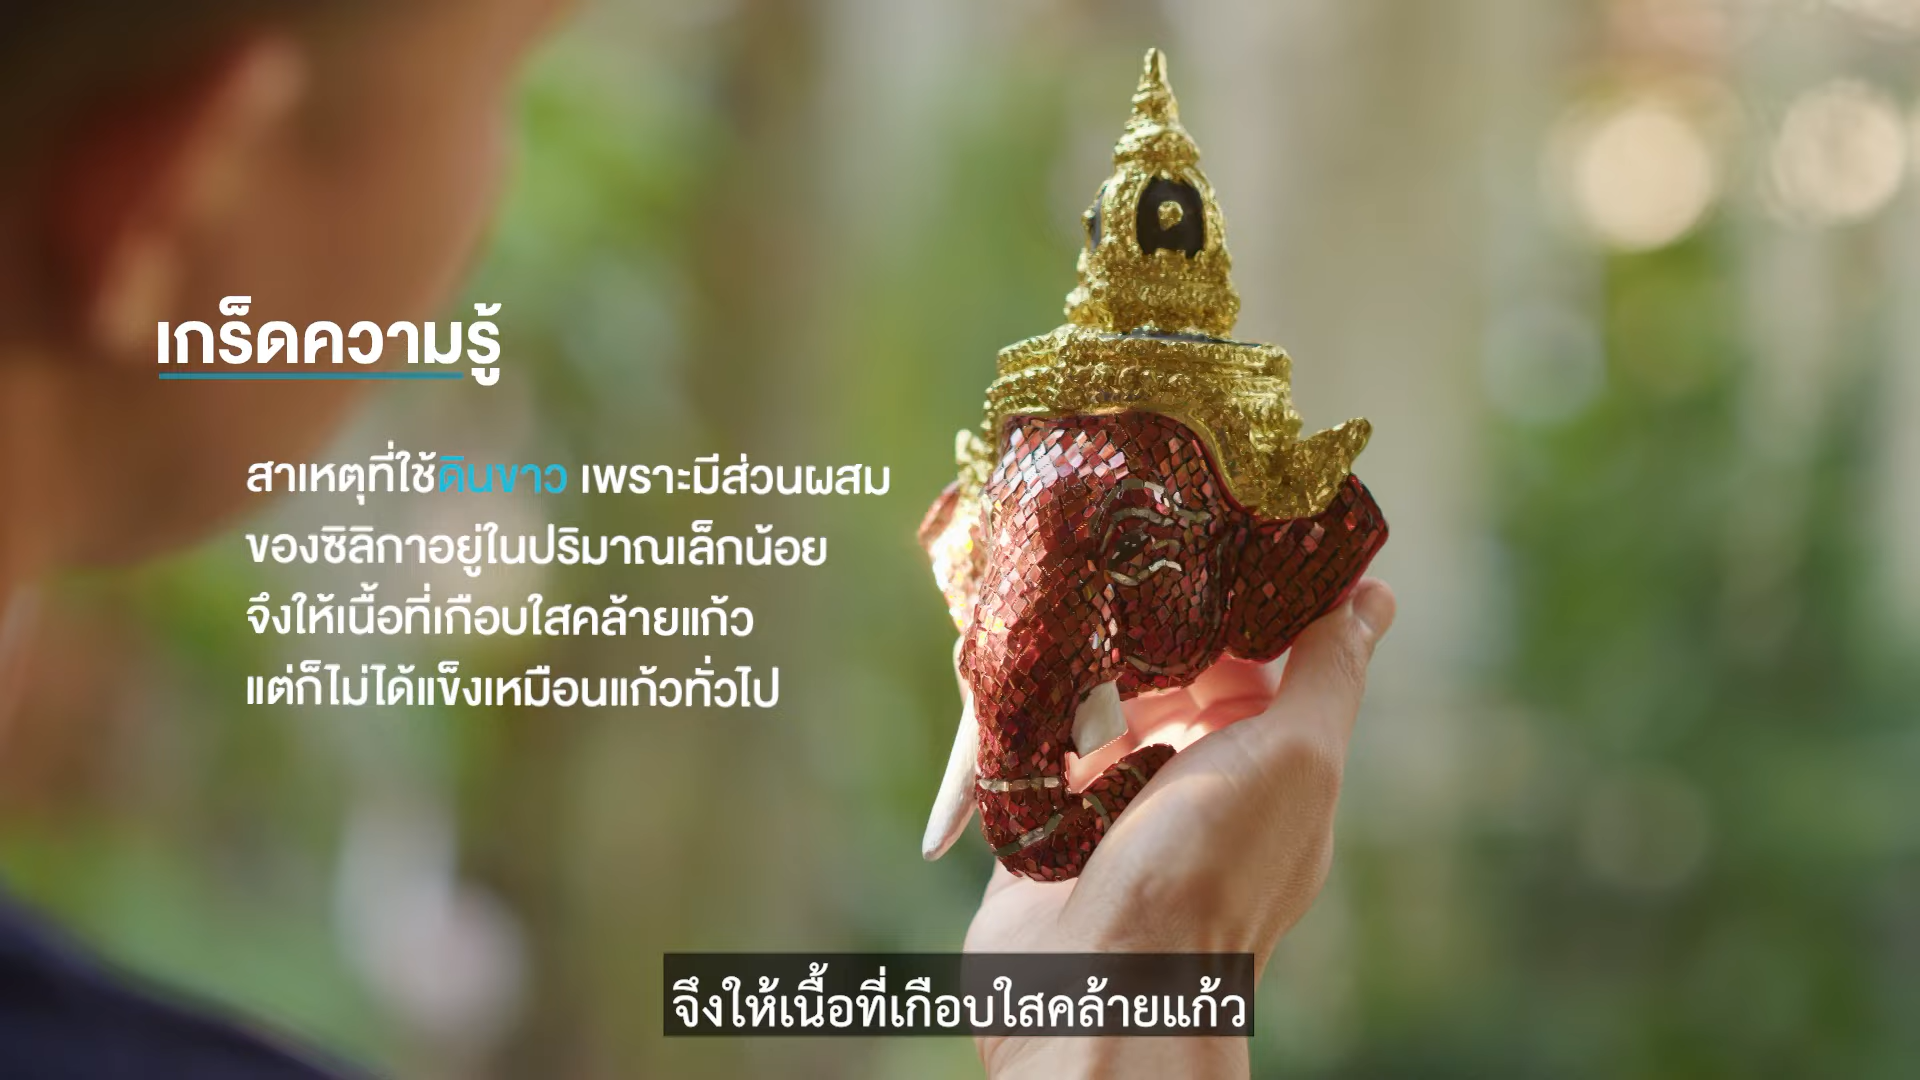 เกร็ดความรู้
สาเหตุที่ใช้ดินขาว เพราะมีส่วนผสม
ของซิลิกาอยู่ในปริมาณเล็กน้อย
จึงให้เนื้อที่เกือบใสคล้ายแก้ว
แต่ก็ไม่ได้แข็งเหมือนแก้วทั่วไป
จึงให้เนื้อที่เกือบใสคล้ายแก้ว